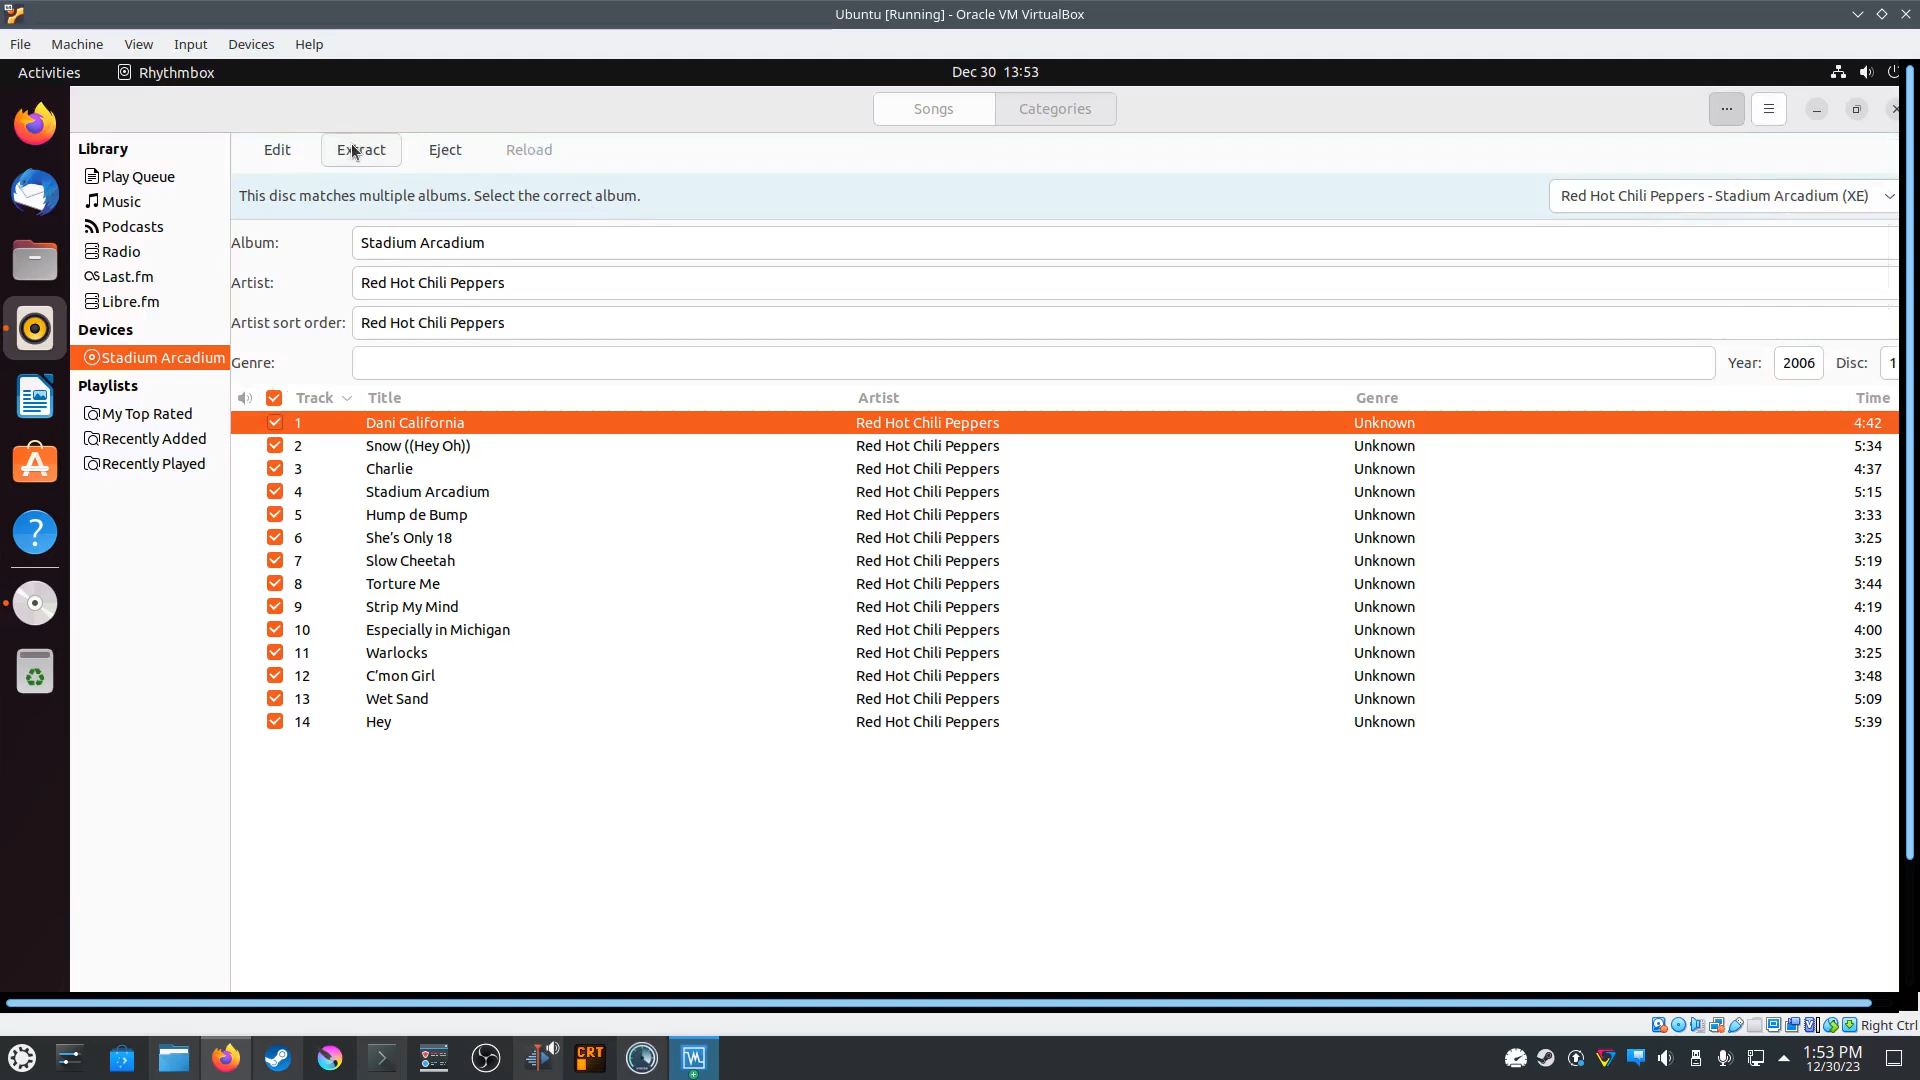 Ubuntu [Running] - Oracle VM VirtualBox
File Machine View Input Devices Help
Activities Rhythmbox Dec 30 13:53
Songs Categories
Library
Play Queue
Music
Podcasts
Radio
Last.fm
Libre.fm
Devices
Stadium Arcadium
Playlists
My Top Rated
Recently Added
Recently Played
Edit Extract Eject Reload
This disc matches multiple albums. Select the correct album. Red Hot Chili Peppers - Stadium Arcadium (XE)
Album: Stadium Arcadium
Artist: Red Hot Chili Peppers
Artist sort order: Red Hot Chili Peppers
Genre: Year: 2006 Disc: 1
Track Title Artist Genre Time
1 Dani California Red Hot Chili Peppers Unknown 4:42
2 Snow ((Hey Oh)) Red Hot Chili Peppers Unknown 5:34
3 Charlie Red Hot Chili Peppers Unknown 4:37
4 Stadium Arcadium Red Hot Chili Peppers Unknown 5:15
5 Hump de Bump Red Hot Chili Peppers Unknown 3:33
6 She’s Only 18 Red Hot Chili Peppers Unknown 3:25
7 Slow Cheetah Red Hot Chili Peppers Unknown 5:19
8 Torture Me Red Hot Chili Peppers Unknown 3:44
9 Strip My Mind Red Hot Chili Peppers Unknown 4:19
10 Especially in Michigan Red Hot Chili Peppers Unknown 4:00
11 Warlocks Red Hot Chili Peppers Unknown 3:25
12 C’mon Girl Red Hot Chili Peppers Unknown 3:48
13 Wet Sand Red Hot Chili Peppers Unknown 5:09
14 Hey Red Hot Chili Peppers Unknown 5:39
Right Ctrl
CRT
1:53 PM
12/30/23